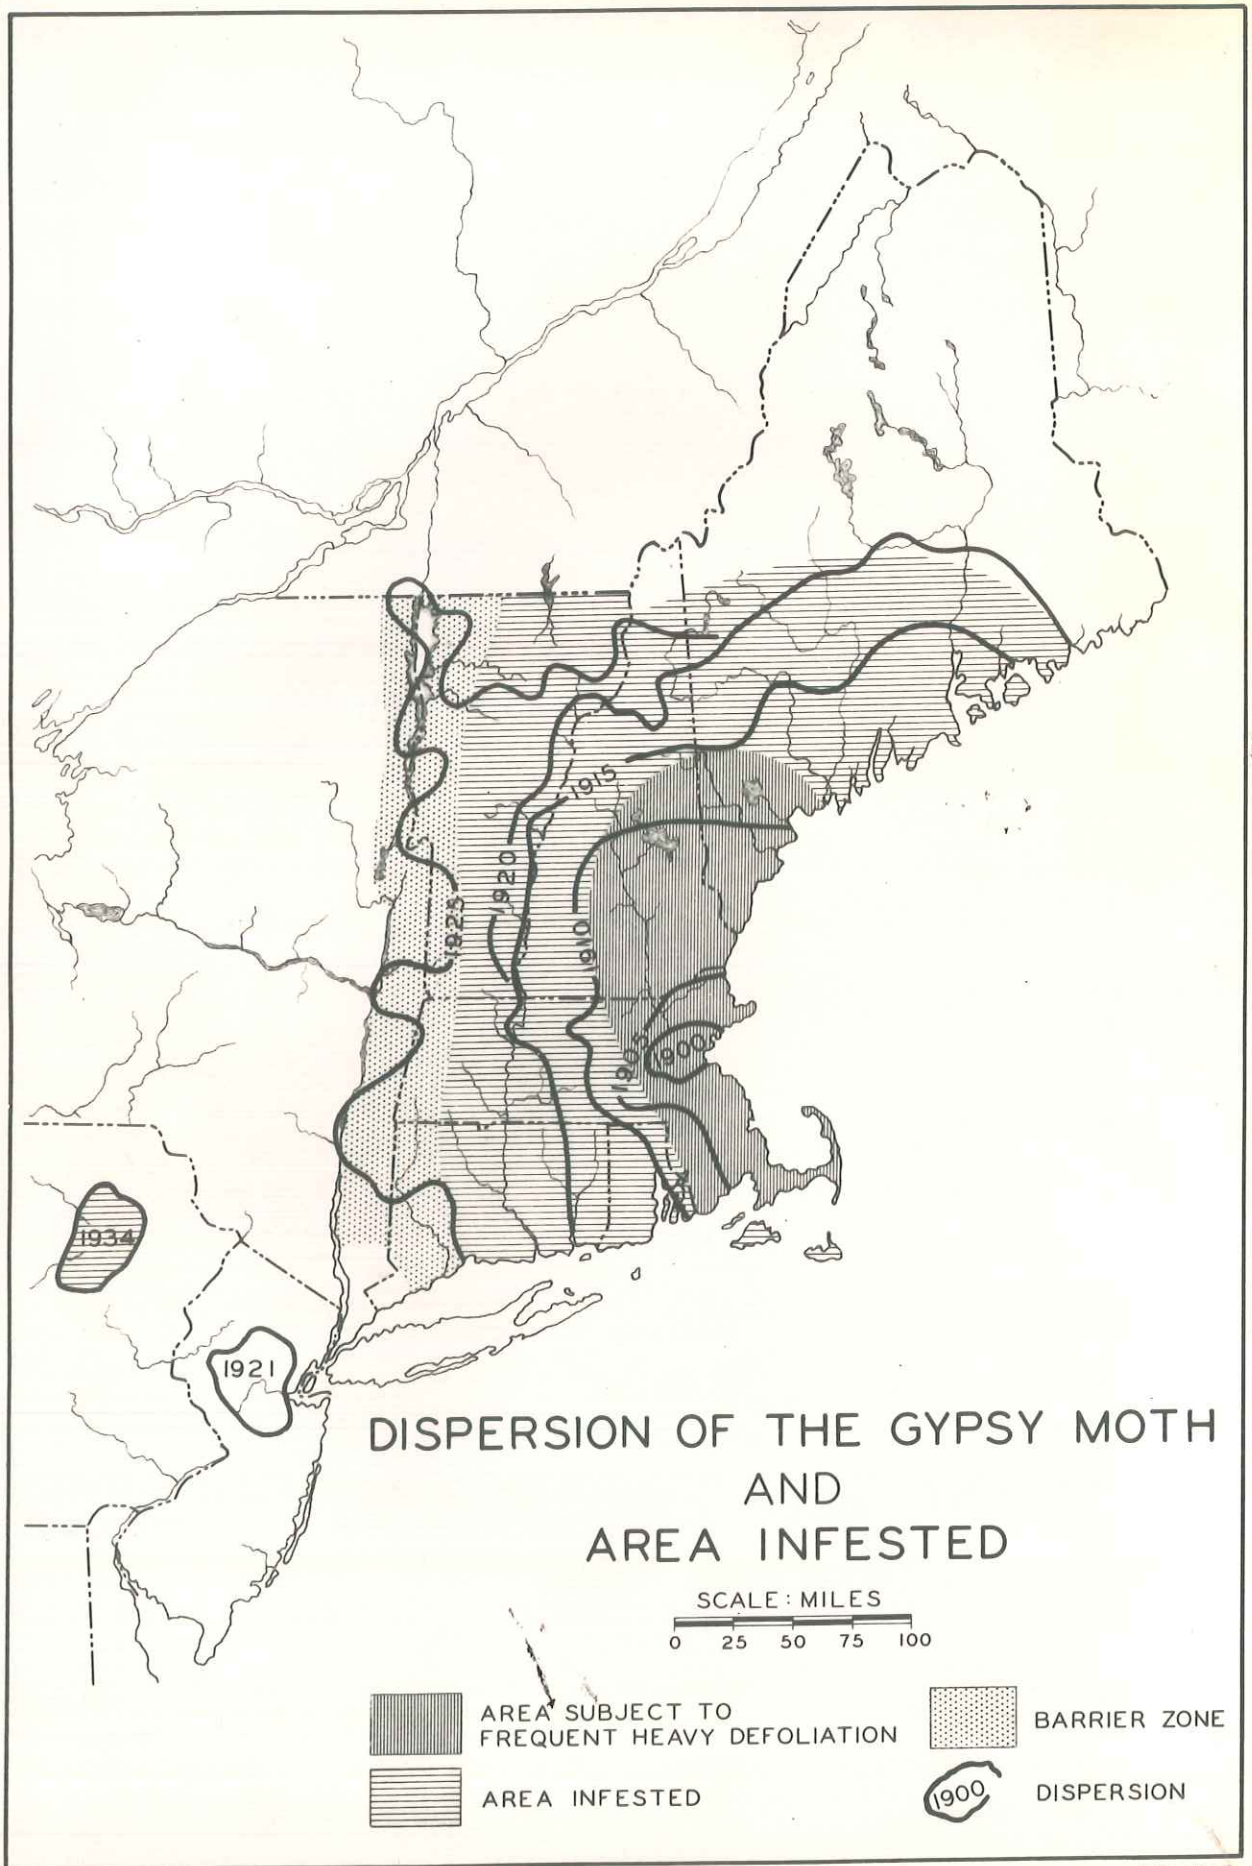 1915
1920
1925
1910
1905
1900
1934
1921
DISPERSION OF THE GYPSY MOTH
AND
AREA INFESTED
SCALE: MILES
0 25 50 75 100
AREA SUBJECT TO
FREQUENT HEAVY DEFOLIATION
BARRIER ZONE
AREA INFESTED
1900
DISPERSION